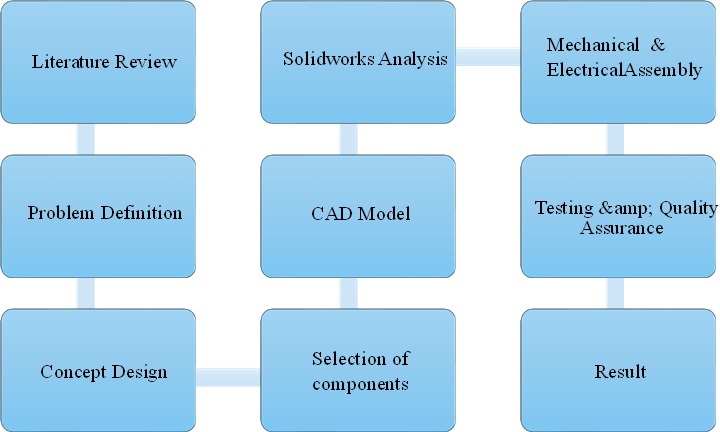 Literature Review
Problem Definition
Concept Design
Selection of
components
CAD Model
Solidworks Analysis
Mechanical &
ElectricalAssembly
Testing &amp; Quality
Assurance
Result